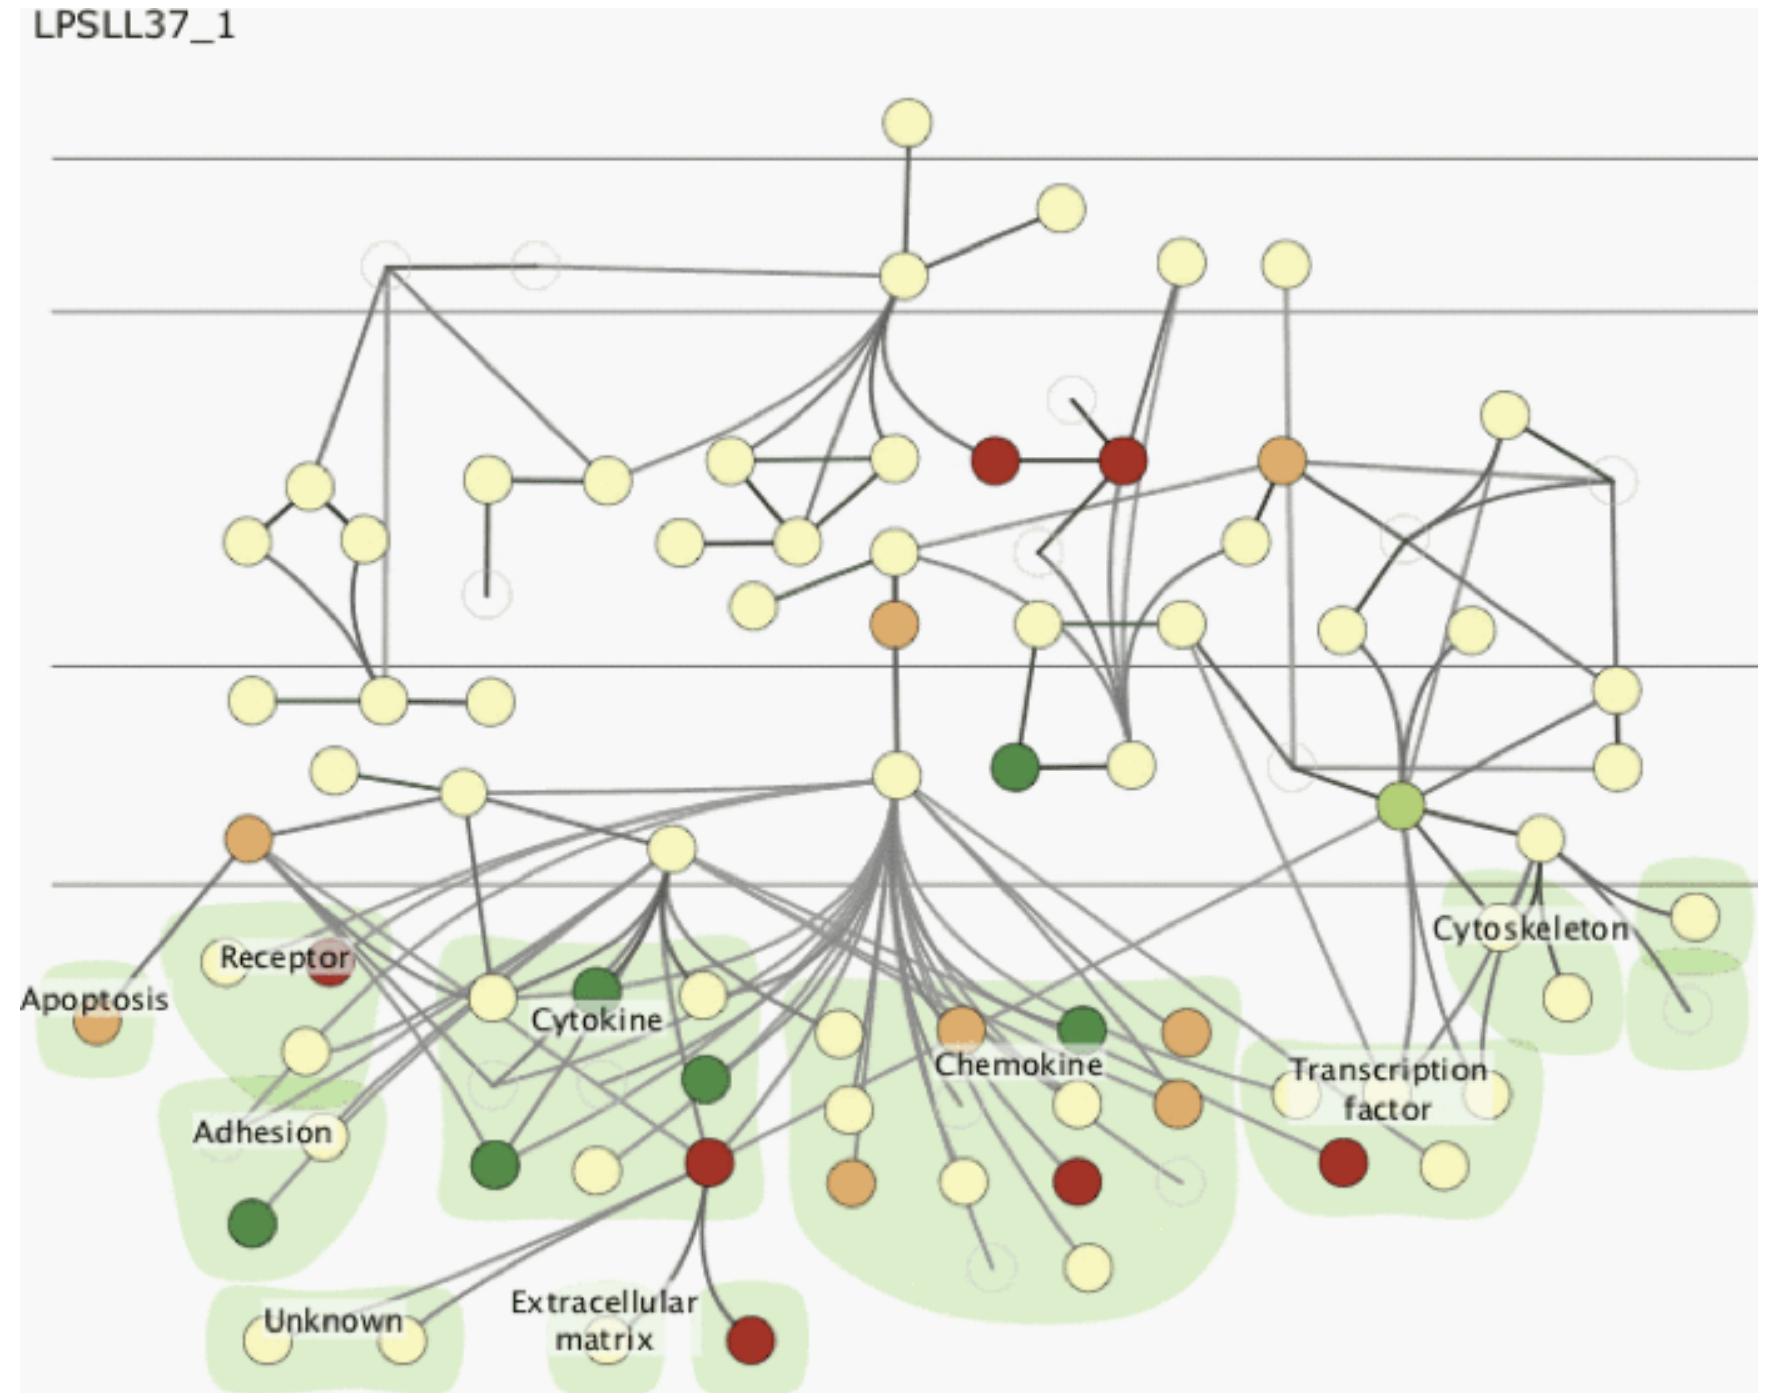 LPSLL37_1
Cytoskeleton
Receptor
Apoptosis
Cytokine
Chemokine
Transcription
factor
Adhesion
Extracellular
matrix
Unknown